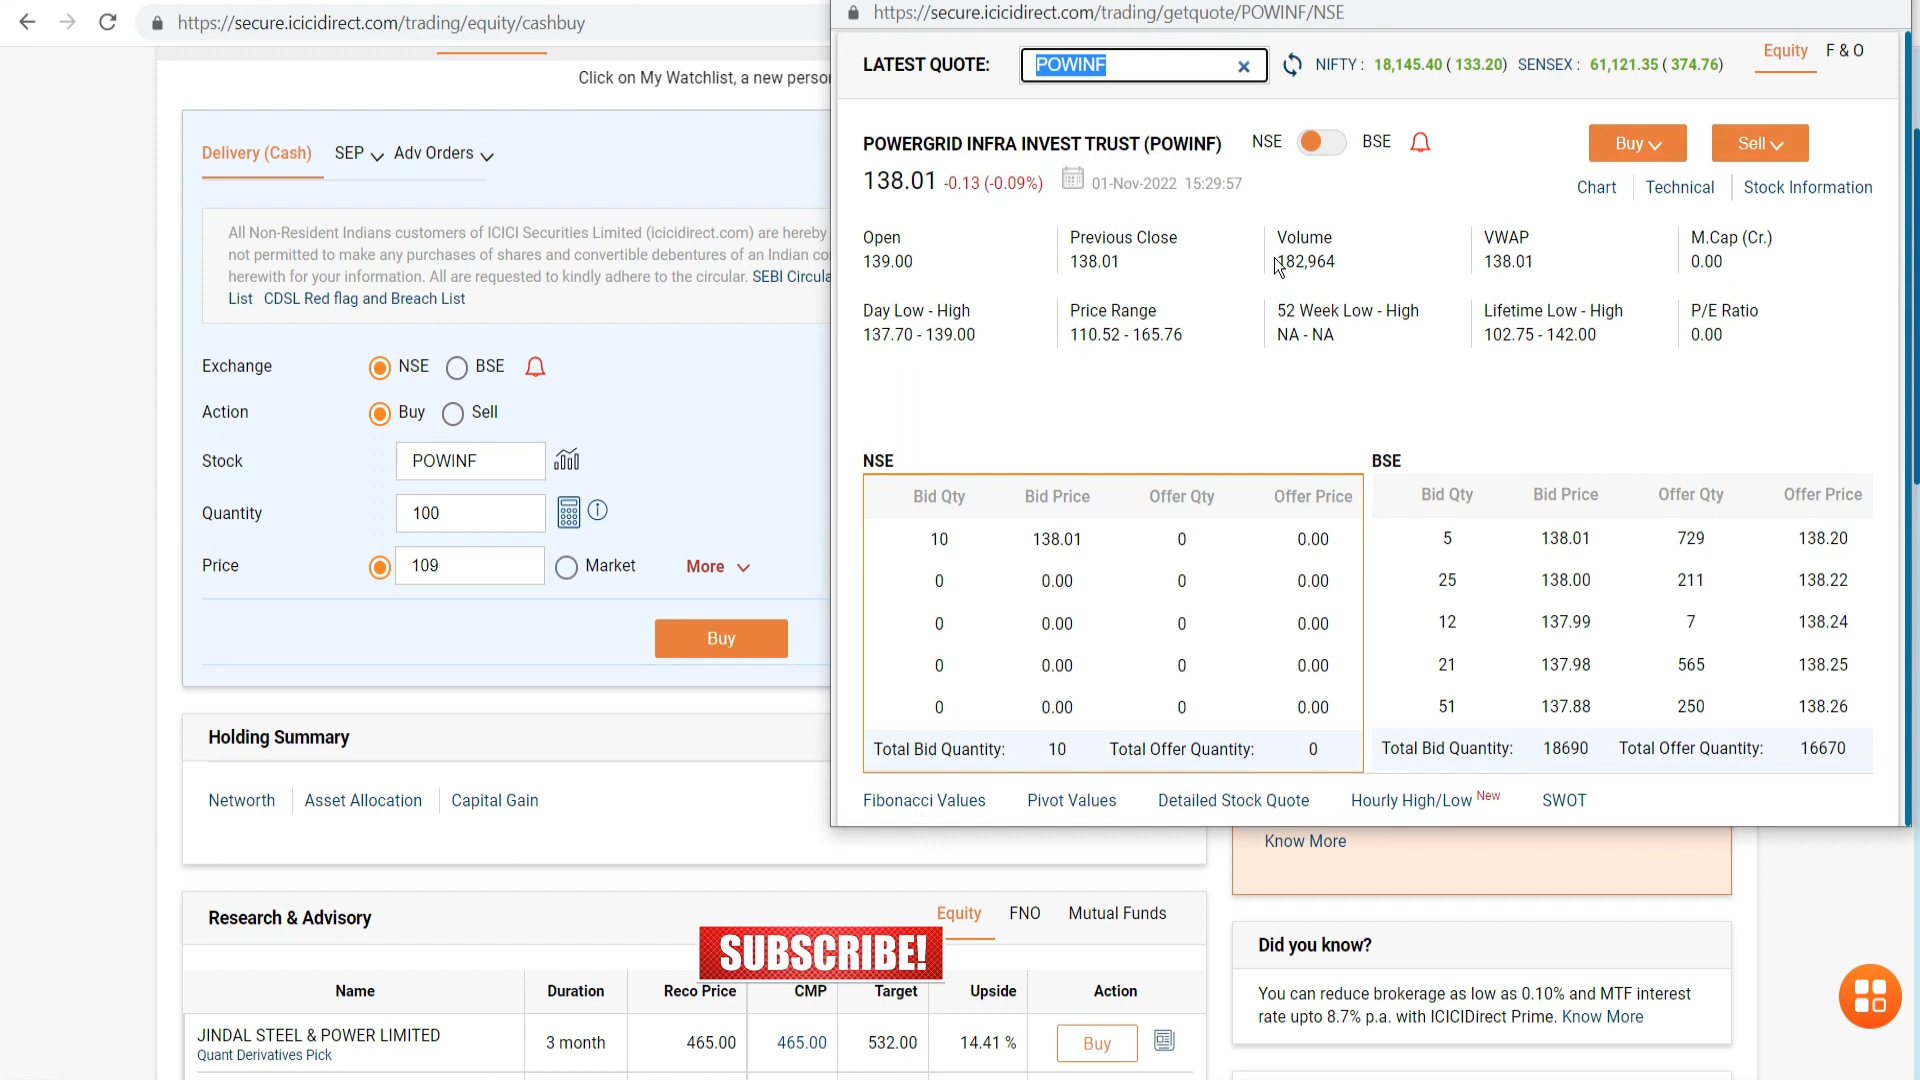 https://secure.icicidirect.com/trading/equity/cashbuy
Click on My Watchlist, a new person
Delivery (Cash) SEP Adv Orders
All Non-Resident Indians customers of ICICI Securities Limited (icicidirect.com) are hereby
not permitted to make any purchases of shares and convertible debentures of an Indian co
herewith for your information. All are requested to kindly adhere to the circular. SEBI Circula
List CDSL Red flag and Breach List
Exchange NSE BSE
Action Buy Sell
Stock POWINF
Quantity 100
Price 109 Market More
Buy
Holding Summary
Networth Asset Allocation Capital Gain
Research & Advisory Equity FNO Mutual Funds
SUBSCRIBE!
Name Duration Reco Price CMP Target Upside Action
JINDAL STEEL & POWER LIMITED 3 month 465.00 465.00 532.00 14.41 % Buy
Quant Derivatives Pick
https://secure.icicidirect.com/trading/getquote/POWINF/NSE
LATEST QUOTE: POWINF NIFTY : 18,145.40 ( 133.20) SENSEX : 61,121.35 ( 374.76) Equity F & O
POWERGRID INFRA INVEST TRUST (POWINF) NSE BSE Buy Sell
138.01 -0.13 (-0.09%) 01-Nov-2022 15:29:57 Chart Technical Stock Information
Open Previous Close Volume VWAP M.Cap (Cr.)
139.00 138.01 182,964 138.01 0.00
Day Low - High Price Range 52 Week Low - High Lifetime Low - High P/E Ratio
137.70 - 139.00 110.52 - 165.76 NA - NA 102.75 - 142.00 0.00
NSE
Bid Qty Bid Price Offer Qty Offer Price
10 138.01 0 0.00
0 0.00 0 0.00
0 0.00 0 0.00
0 0.00 0 0.00
0 0.00 0 0.00
Total Bid Quantity: 10 Total Offer Quantity: 0
BSE
Bid Qty Bid Price Offer Qty Offer Price
5 138.01 729 138.20
25 138.00 211 138.22
12 137.99 7 138.24
21 137.98 565 138.25
51 137.88 250 138.26
Total Bid Quantity: 18690 Total Offer Quantity: 16670
Fibonacci Values Pivot Values Detailed Stock Quote Hourly High/Low New SWOT
Know More
Did you know?
You can reduce brokerage as low as 0.10% and MTF interest
rate upto 8.7% p.a. with ICICIDirect Prime. Know More